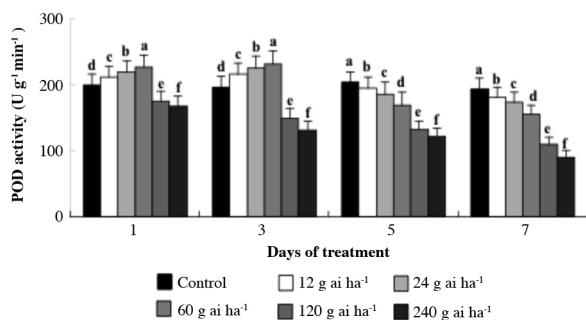 300
200
100
0
POD activity (U g⁻¹ min⁻¹)
d c b a e f
d c b a e f
a b c d e f
a b c d e f
1 3 5 7
Days of treatment
Control 12 g ai ha⁻¹ 24 g ai ha⁻¹
60 g ai ha⁻¹ 120 g ai ha⁻¹ 240 g ai ha⁻¹